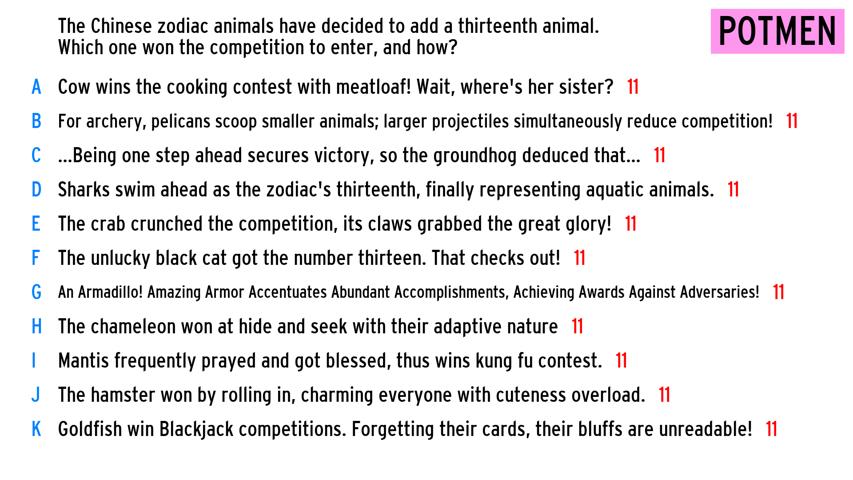 The Chinese zodiac animals have decided to add a thirteenth animal.
Which one won the competition to enter, and how?
POTMEN
A Cow wins the cooking contest with meatloaf! Wait, where's her sister? 11
B For archery, pelicans scoop smaller animals; larger projectiles simultaneously reduce competition! 11
C ...Being one step ahead secures victory, so the groundhog deduced that... 11
D Sharks swim ahead as the zodiac's thirteenth, finally representing aquatic animals. 11
E The crab crunched the competition, its claws grabbed the great glory! 11
F The unlucky black cat got the number thirteen. That checks out! 11
G An Armadillo! Amazing Armor Accentuates Abundant Accomplishments, Achieving Awards Against Adversaries! 11
H The chameleon won at hide and seek with their adaptive nature 11
I Mantis frequently prayed and got blessed, thus wins kung fu contest. 11
J The hamster won by rolling in, charming everyone with cuteness overload. 11
K Goldfish win Blackjack competitions. Forgetting their cards, their bluffs are unreadable! 11